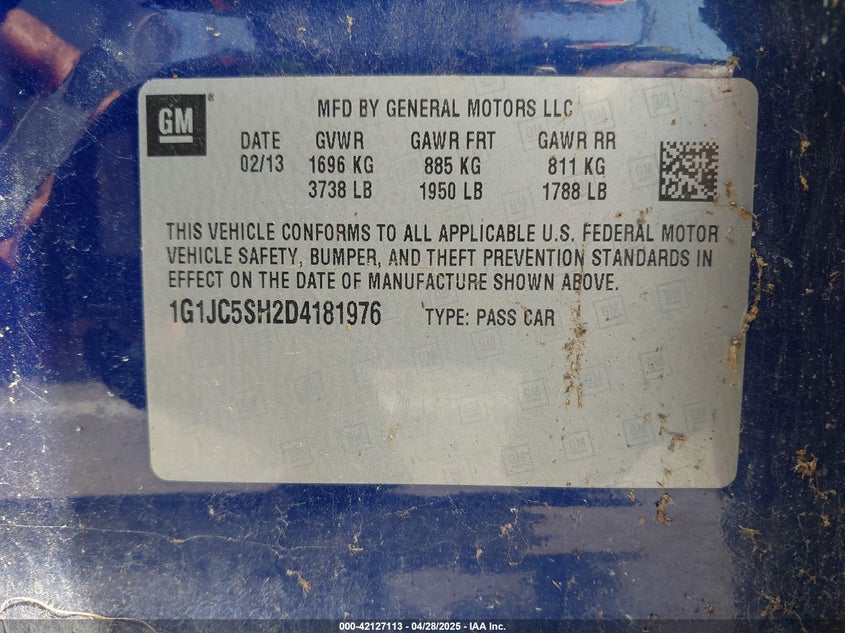 GM®
MFD BY GENERAL MOTORS LLC
DATE GVWR GAWR FRT GAWR RR
02/13 1696 KG 885 KG 811 KG
3738 LB 1950 LB 1788 LB
THIS VEHICLE CONFORMS TO ALL APPLICABLE U.S. FEDERAL MOTOR
VEHICLE SAFETY, BUMPER, AND THEFT PREVENTION STANDARDS IN
EFFECT ON THE DATE OF MANUFACTURE SHOWN ABOVE.
1G1JC5SH2D4181976 TYPE: PASS CAR
000-42127113 - 04/28/2025 - IAA Inc.